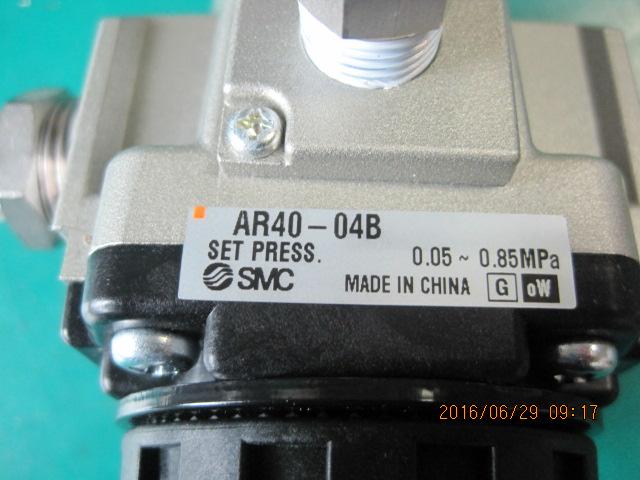 AR40-04B
SET PRESS. 0.05 ~ 0.85MPa
SMC MADE IN CHINA G oW
2016/06/29 09:17